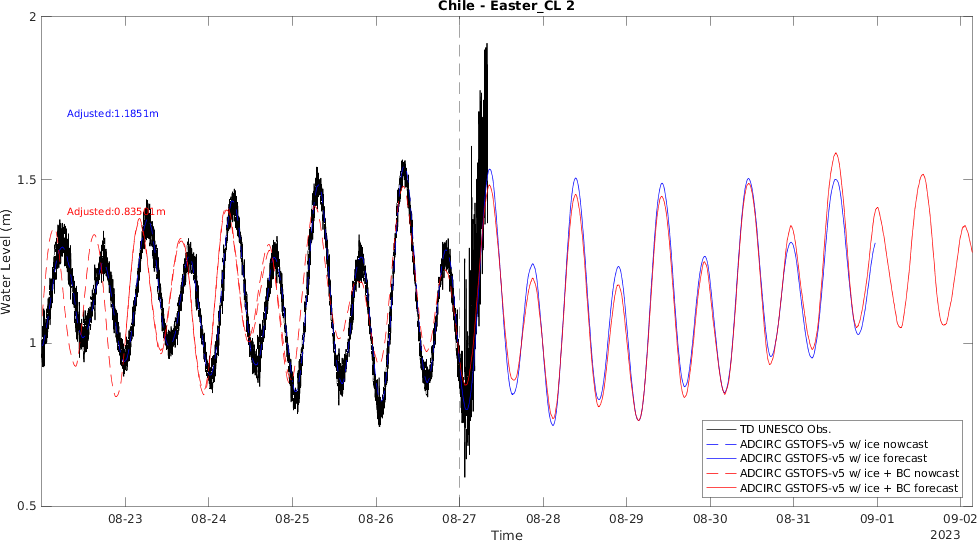 Chile - Easter_CL 2
2
Adjusted:1.1851m
1.5
Water Level (m)
1
TD UNESCO Obs.
ADCIRC GSTOFS-v5 w/ ice nowcast
ADCIRC GSTOFS-v5 w/ ice forecast
ADCIRC GSTOFS-v5 w/ ice + BC nowcast
ADCIRC GSTOFS-v5 w/ ice + BC forecast
0.5
08-23 08-24 08-25 08-26 08-27 08-28 08-29 08-30 08-31 09-01 09-02
Time
2023